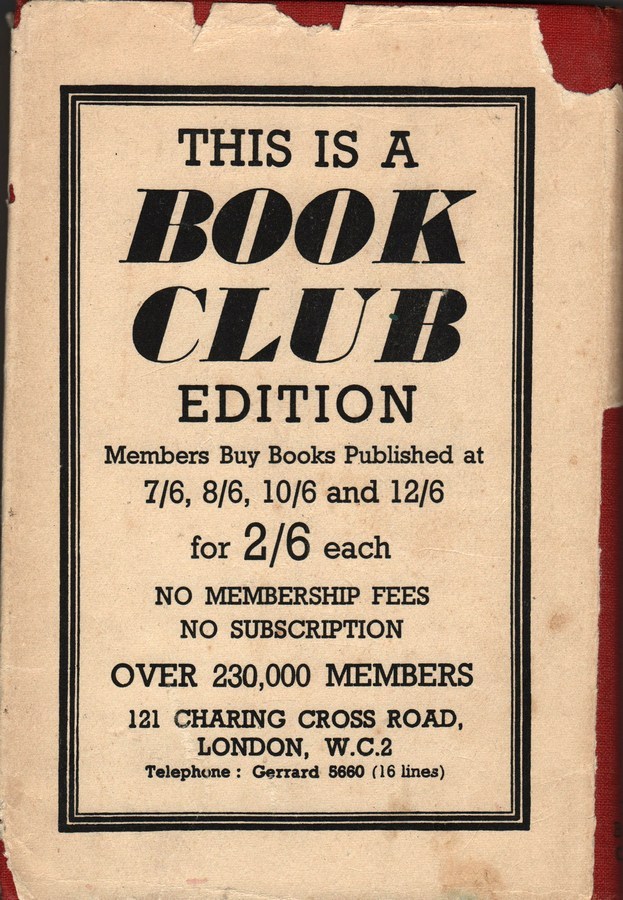 THIS IS A
BOOK
CLUB
EDITION
Members Buy Books Published at
7/6, 8/6, 10/6 and 12/6
for 2/6 each
NO MEMBERSHIP FEES
NO SUBSCRIPTION
OVER 230,000 MEMBERS
121 CHARING CROSS ROAD,
LONDON, W.C.2
Telephone : Gerrard 5660 (16 lines)